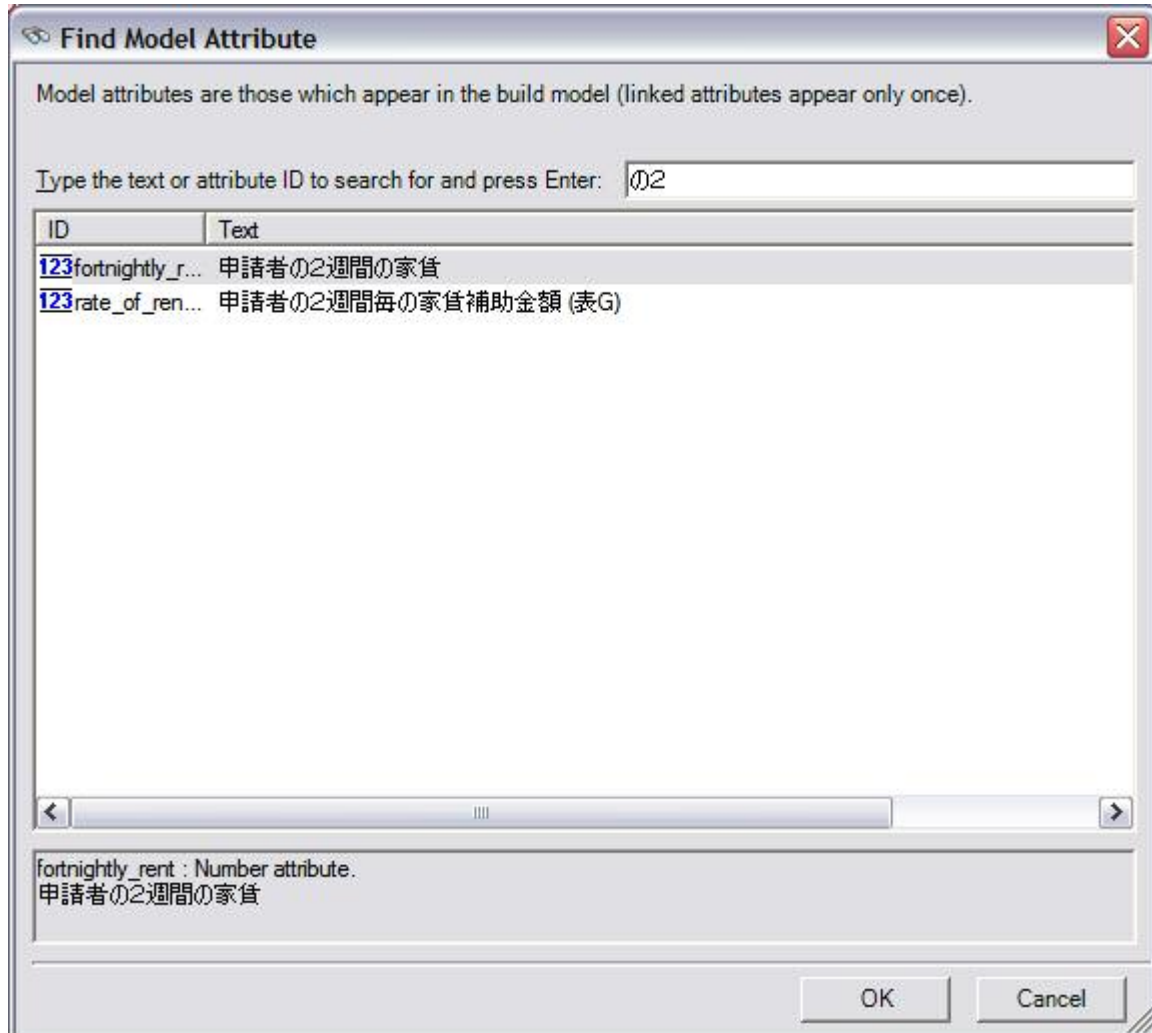 Find Model Attribute
Model attributes are those which appear in the build model (linked attributes appear only once).
Type the text or attribute ID to search for and press Enter: の2
ID Text
123 fortnightly_r... 申請者の2週間の家賃
123 rate_of_ren... 申請者の2週間毎の家賃補助金額 (表G)
fortnightly_rent : Number attribute.
申請者の2週間の家賃
OK Cancel